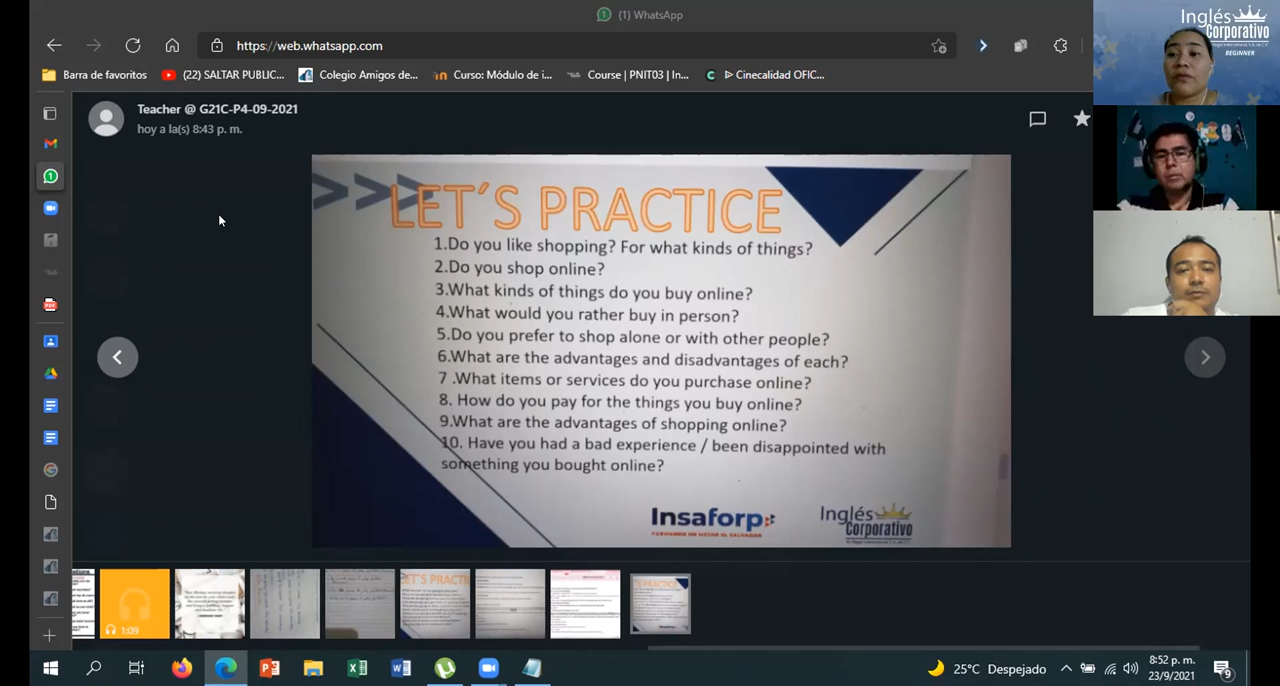 (1) WhatsApp
https://web.whatsapp.com
Barra de favoritos
(22) SALTAR PUBLIC...
Colegio Amigos de...
Curso: Módulo de i...
Course | PNIT03 | In...
Cinecalidad OFIC...
Inglés
Corporativo
BEGINNER
Teacher @ G21C-P4-09-2021
hoy a la(s) 8:43 p. m.
>>>LET´S PRACTICE
1.Do you like shopping? For what kinds of things?
2.Do you shop online?
3.What kinds of things do you buy online?
4.What would you rather buy in person?
5.Do you prefer to shop alone or with other people?
6.What are the advantages and disadvantages of each?
7 .What items or services do you purchase online?
8. How do you pay for the things you buy online?
9.What are the advantages of shopping online?
10. Have you had a bad experience / been disappointed with
something you bought online?
Insaforp
FORMANDO UN MEJOR EL SALVADOR
Inglés
Corporativo
1:09
25°C Despejado
8:52 p. m.
23/9/2021
9